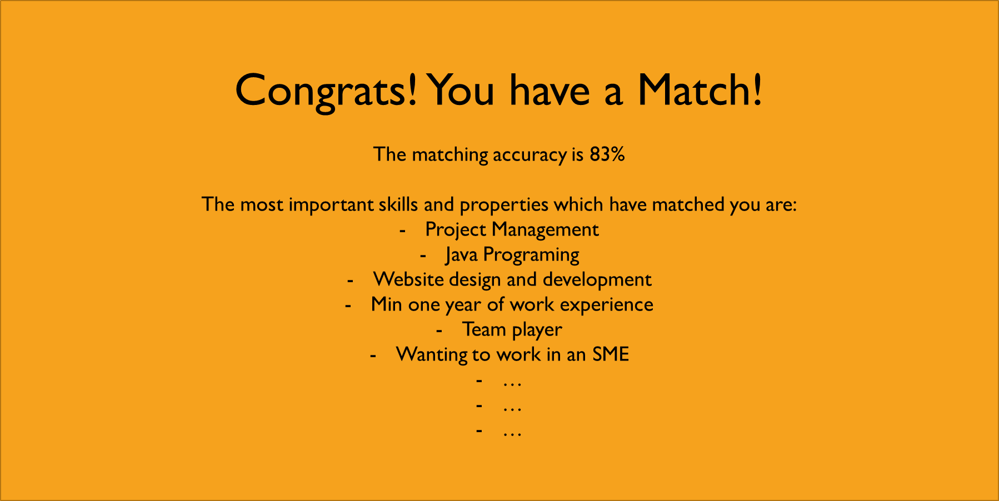 Congrats! You have a Match!
The matching accuracy is 83%
The most important skills and properties which have matched you are:
- Project Management
- Java Programing
- Website design and development
- Min one year of work experience
- Team player
- Wanting to work in an SME
- …
- …
- …